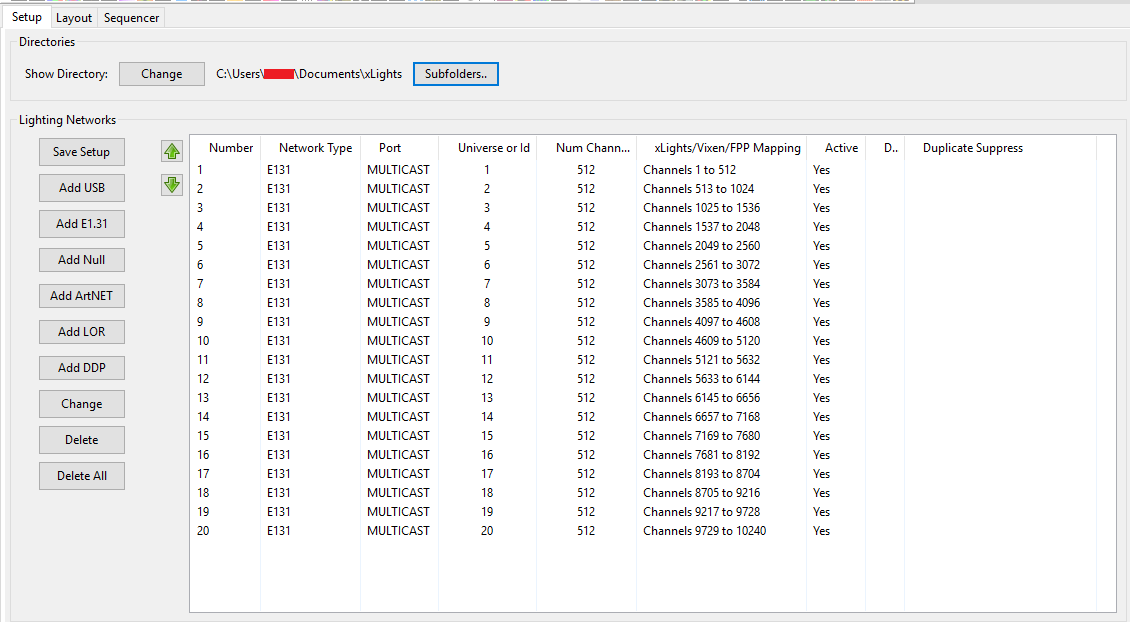 Setup Layout Sequencer
Directories
Show Directory: Change C:\Users\ \Documents\xLights Subfolders..
Lighting Networks
Save Setup
Add USB
Add E1.31
Add Null
Add ArtNET
Add LOR
Add DDP
Change
Delete
Delete All
Number Network Type Port Universe or Id Num Chann... xLights/Vixen/FPP Mapping Active D.. Duplicate Suppress
1 E131 MULTICAST 1 512 Channels 1 to 512 Yes
2 E131 MULTICAST 2 512 Channels 513 to 1024 Yes
3 E131 MULTICAST 3 512 Channels 1025 to 1536 Yes
4 E131 MULTICAST 4 512 Channels 1537 to 2048 Yes
5 E131 MULTICAST 5 512 Channels 2049 to 2560 Yes
6 E131 MULTICAST 6 512 Channels 2561 to 3072 Yes
7 E131 MULTICAST 7 512 Channels 3073 to 3584 Yes
8 E131 MULTICAST 8 512 Channels 3585 to 4096 Yes
9 E131 MULTICAST 9 512 Channels 4097 to 4608 Yes
10 E131 MULTICAST 10 512 Channels 4609 to 5120 Yes
11 E131 MULTICAST 11 512 Channels 5121 to 5632 Yes
12 E131 MULTICAST 12 512 Channels 5633 to 6144 Yes
13 E131 MULTICAST 13 512 Channels 6145 to 6656 Yes
14 E131 MULTICAST 14 512 Channels 6657 to 7168 Yes
15 E131 MULTICAST 15 512 Channels 7169 to 7680 Yes
16 E131 MULTICAST 16 512 Channels 7681 to 8192 Yes
17 E131 MULTICAST 17 512 Channels 8193 to 8704 Yes
18 E131 MULTICAST 18 512 Channels 8705 to 9216 Yes
19 E131 MULTICAST 19 512 Channels 9217 to 9728 Yes
20 E131 MULTICAST 20 512 Channels 9729 to 10240 Yes